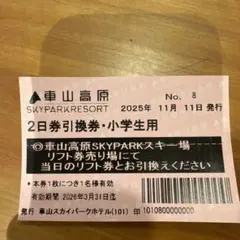 No. 8
車山高原
SKYPARKRESORT
2025年 11月 11日 発行
2日券引換券・小学生用
◎車山高原SKYPARKスキー場
リフト券売り場にて
当日のリフト券とお引換えください
*本券1枚につき1名様有効
有効期間 2026年3月31日迄
発行 車山スカイパークホテル(101) ID 1010800000000